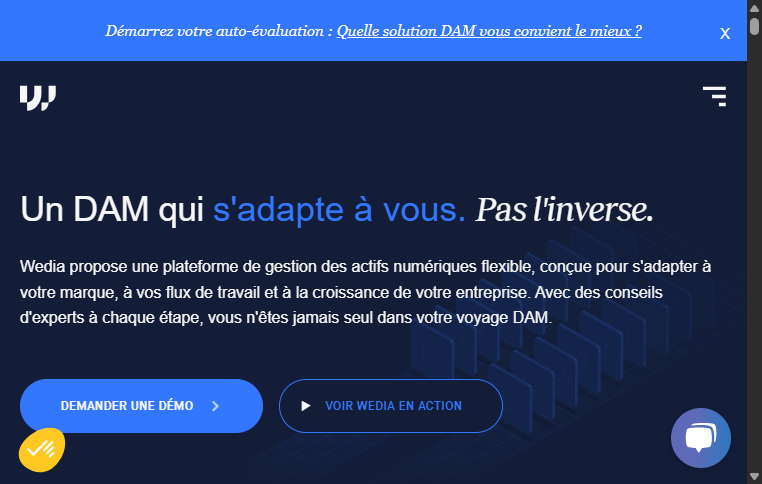 Démarrez votre auto-évaluation : Quelle solution DAM vous convient le mieux ?
X
Un DAM qui s'adapte à vous. Pas l'inverse.
Wedia propose une plateforme de gestion des actifs numériques flexible, conçue pour s'adapter à
votre marque, à vos flux de travail et à la croissance de votre entreprise. Avec des conseils
d'experts à chaque étape, vous n'êtes jamais seul dans votre voyage DAM.
DEMANDER UNE DÉMO
VOIR WEDIA EN ACTION